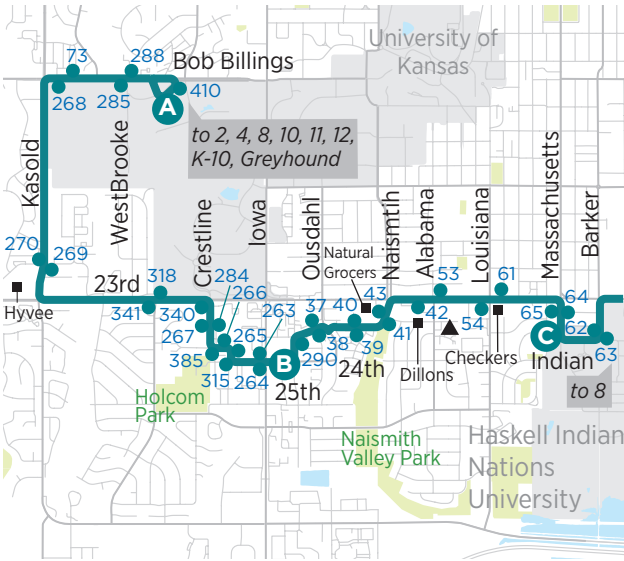 University of
Kansas
73
288
Bob Billings
268
285
410
A
to 2, 4, 8, 10, 11, 12,
K-10, Greyhound
Kasold
WestBrooke
Crestline
Iowa
Ousdahl
Naismtih
Alabama
Louisiana
Massachusetts
Barker
270
269
Natural
Grocers
23rd
318
284
266
263
37
40
43
53
61
64
Hyvee
341
340
267
265
385
315
264
B
290
38
39
41
42
54
65
62
63
C
25th
24th
Dillons
Checkers
Indian
to 8
Holcom
Park
Naismith
Valley Park
Haskell Indian
Nations
University